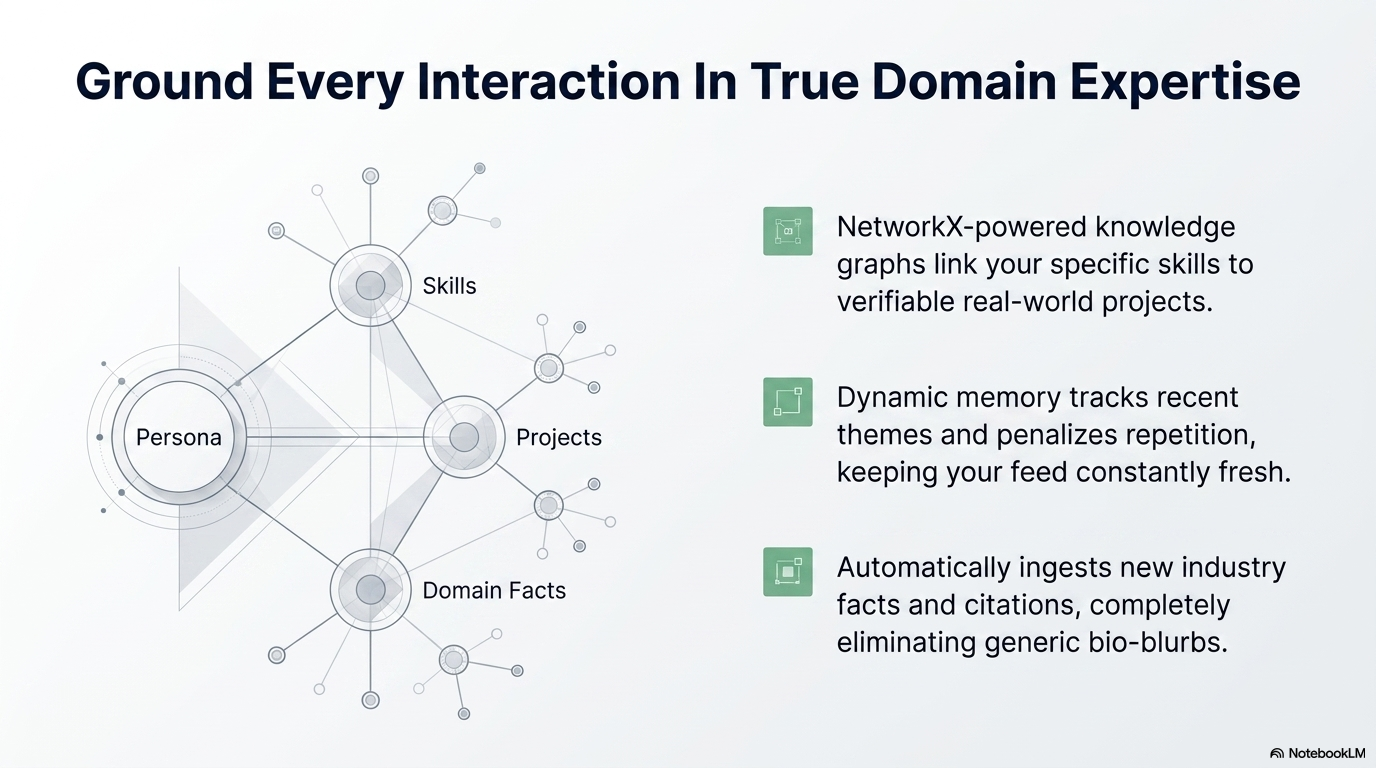 Ground Every Interaction In True Domain Expertise
Skills
Persona
Projects
Domain Facts
NetworkX-powered knowledge
graphs link your specific skills to
verifiable real-world projects.
Dynamic memory tracks recent
themes and penalizes repetition,
keeping your feed constantly fresh.
Automatically ingests new industry
facts and citations, completely
eliminating generic bio-blurbs.
NotebookLM